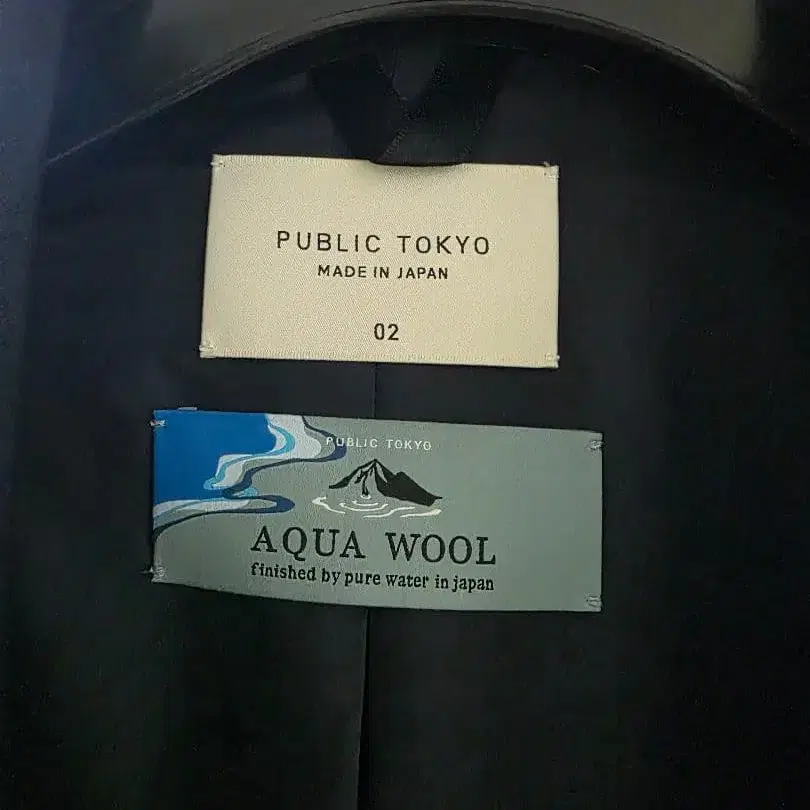 PUBLIC TOKYO
MADE IN JAPAN
02
PUBLIC TOKYO
AQUA WOOL
finished by pure water in japan